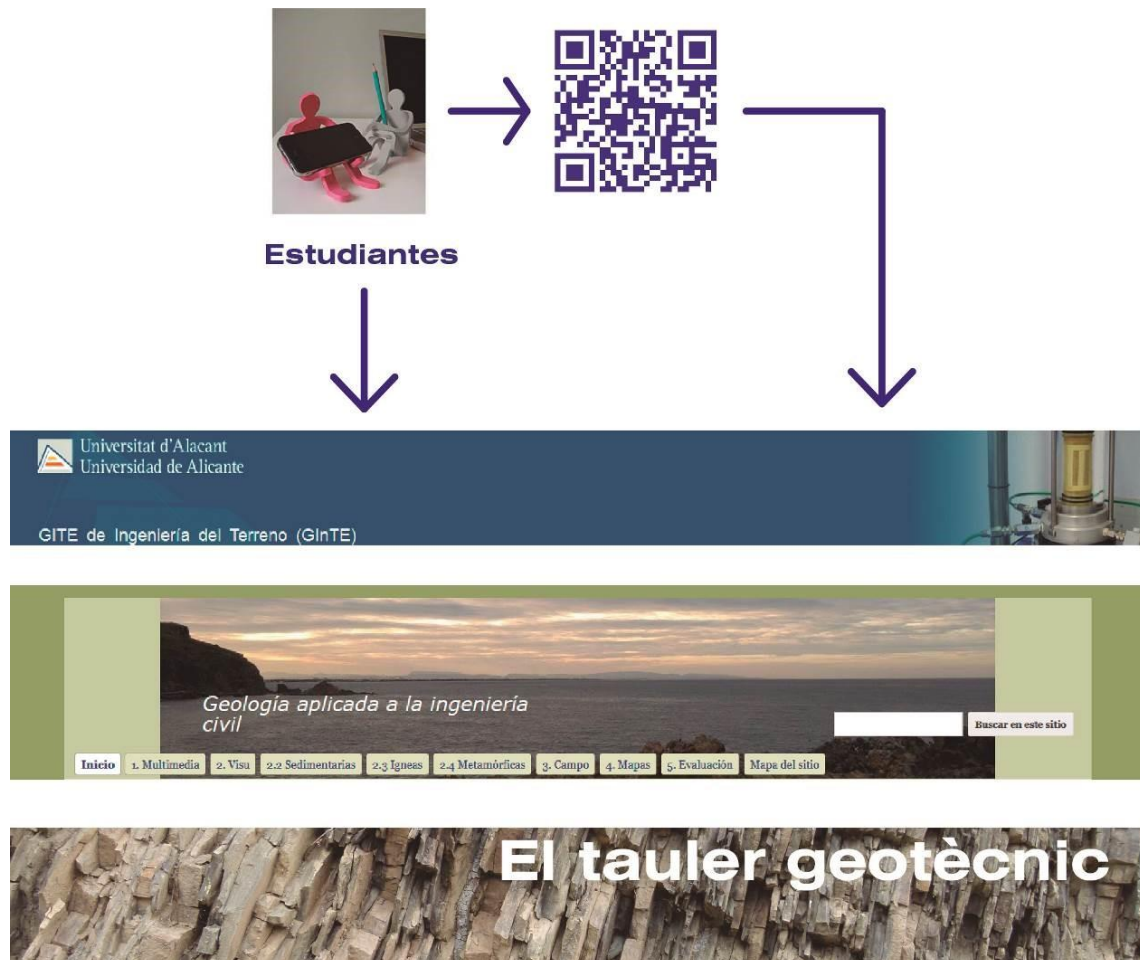 Estudiantes
Universitat d'Alacant
Universidad de Alicante
GITE de Ingeniería del Terreno (GInTE)
Geología aplicada a la ingeniería
civil
Buscar en este sitio
Inicio 1. Multimedia 2. Visu 2.2 Sedimentarias 2.3 Igneas 2.4 Metamórficas 3. Campo 4. Mapas 5. Evaluación Mapa del sitio
El tauler geotècnic